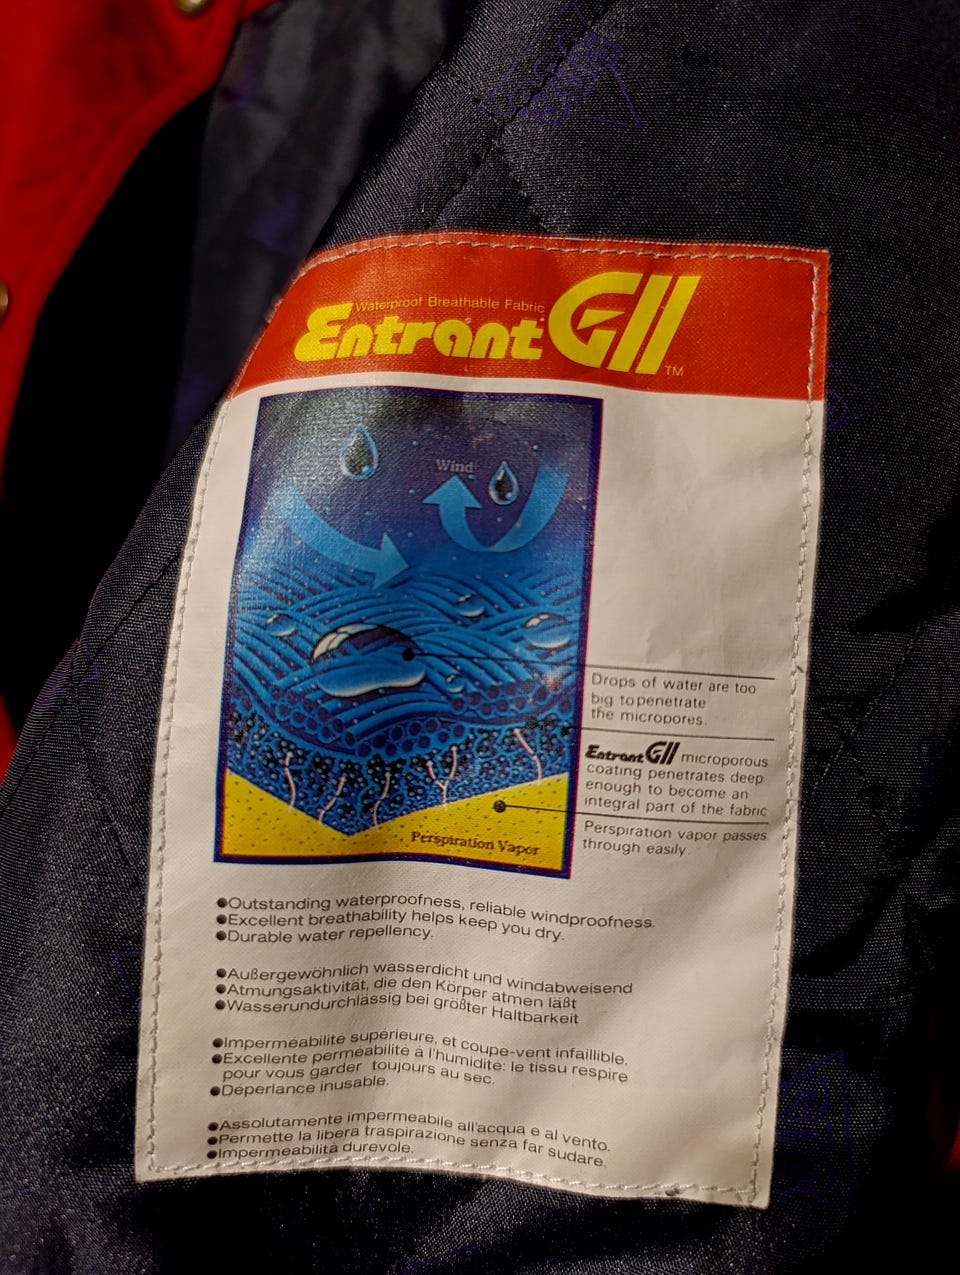 Waterproof Breathable Fabric
Entrant GII
TM
Wind
Drops of water are too
big to penetrate
the micropores.
Entrant GII microporous
coating penetrates deep
enough to become an
integral part of the fabric
Perspiration vapor passes
through easily
Perspiration Vapor
●Outstanding waterproofness, reliable windproofness.
●Excellent breathability helps keep you dry.
●Durable water repellency.
●Außergewöhnlich wasserdicht und windabweisend
●Atmungsaktivität, die den Körper atmen läßt
●Wasserundurchlässig bei größter Haltbarkeit
●Imperméabilité supérieure, et coupe-vent infaillible.
●Excellente perméabilité à l'humidité: le tissu respire
pour vous garder toujours au sec.
●Déperlance inusable.
●Assolutamente impermeabile all'acqua e al vento.
●Permette la libera traspirazione senza far sudare.
●Impermeabilità durevole.